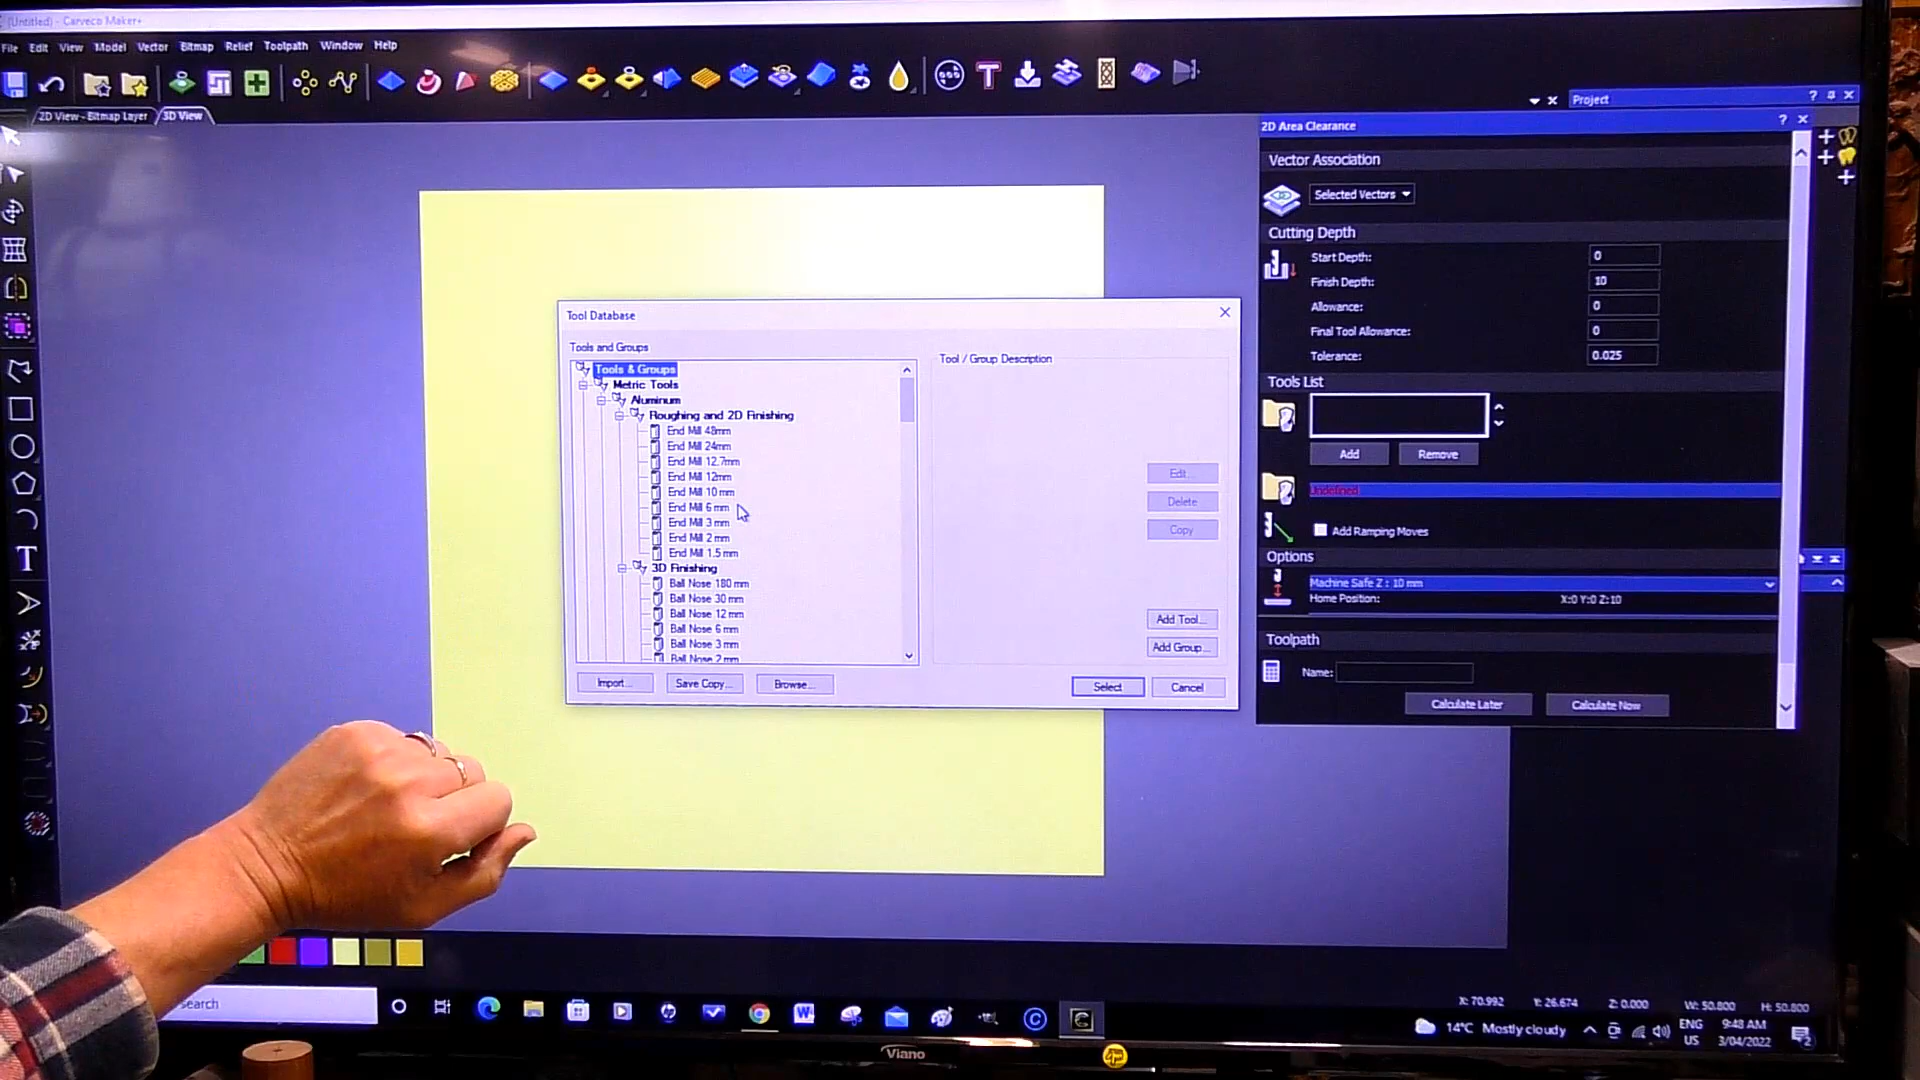 (Untitled) - Carveco Maker+
File Edit View Model Vector Bitmap Relief Toolpath Window Help
2D View - Bitmap Layer
3D View
Project
2D Area Clearance
Vector Association
Selected Vectors
Cutting Depth
Start Depth: 0
Finish Depth: 10
Allowance: 0
Final Tool Allowance: 0
Tolerance: 0.025
Tools List
Add Remove
Undefined
Add Ramping Moves
Options
Machine Safe Z : 10 mm
Home Position: X:0 Y:0 Z:10
Toolpath
Name:
Calculate Later Calculate Now
Tool Database
Tools and Groups
Tools & Groups
Metric Tools
Aluminum
Roughing and 2D Finishing
End Mill 48mm
End Mill 24mm
End Mill 12.7mm
End Mill 12mm
End Mill 10 mm
End Mill 6 mm
End Mill 3 mm
End Mill 2 mm
End Mill 1.5 mm
3D Finishing
Ball Nose 180 mm
Ball Nose 30 mm
Ball Nose 12 mm
Ball Nose 6 mm
Ball Nose 3 mm
Ball Nose 2 mm
Tool / Group Description
Edit...
Delete
Copy
Add Tool...
Add Group...
Import... Save Copy... Browse...
Select Cancel
X: 70.992 Y: 26.674 Z: 0.000 W: 50.800 H: 50.800
search
14°C Mostly cloudy
ENG
US
9:48 AM
3/04/2022
2
Viano